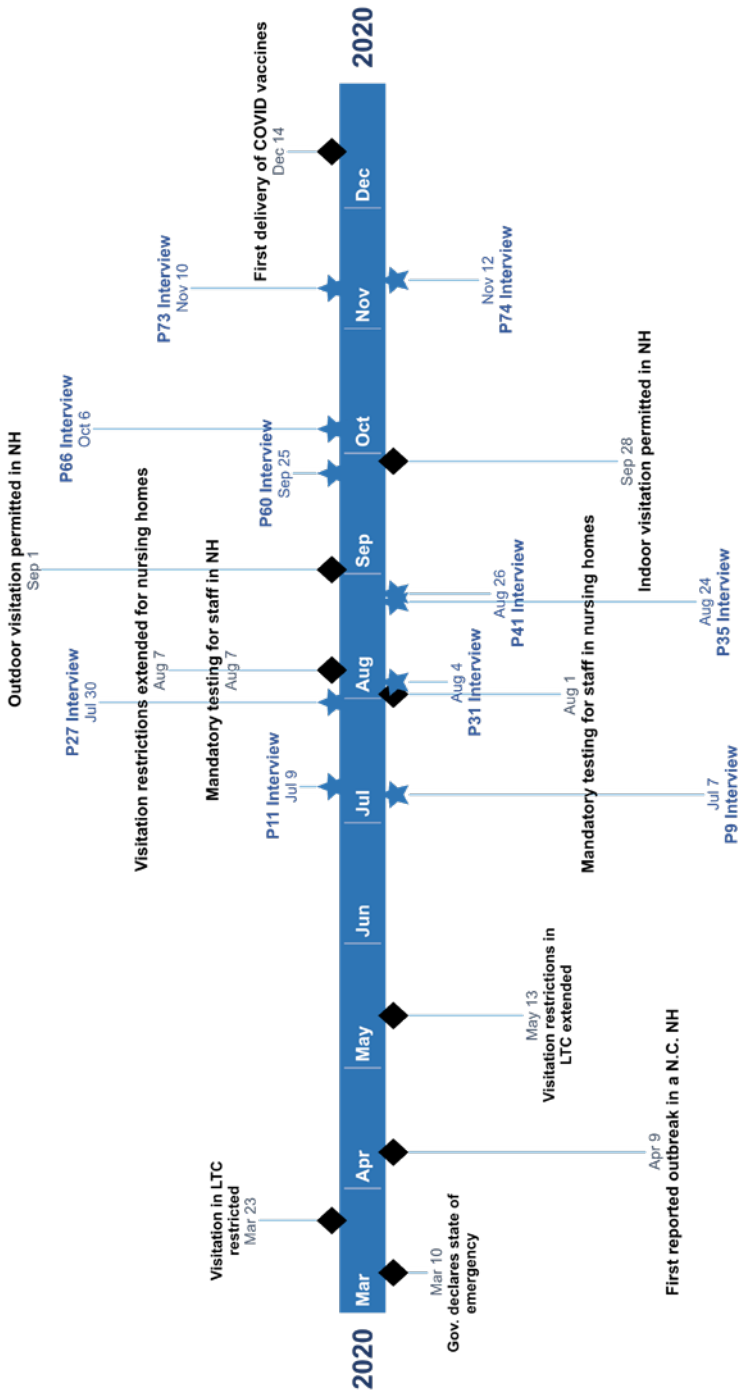 Outdoor visitation permitted in NH
Sep 1
P66 Interview
Oct 6
P27 Interview
Jul 30
Visitation restrictions extended for nursing homes
Aug 7
P73 Interview
Nov 10
Visitation in LTC
restricted
Mar 23
Mandatory testing for staff in NH
Aug 7
P60 Interview
Sep 25
First delivery of COVID vaccines
Dec 14
P11 Interview
Jul 9
2020
Mar
Apr
May
Jun
Jul
Aug
Sep
Oct
Nov
Dec
2020
Mar 10
Gov. declares state of
emergency
Aug 4
P31 Interview
Nov 12
P74 Interview
Aug 26
P41 Interview
May 13
Visitation restrictions in
LTC extended
Aug 1
Mandatory testing for staff in nursing homes
Sep 28
Indoor visitation permitted in NH
Apr 9
First reported outbreak in a N.C. NH
Aug 24
P35 Interview
Jul 7
P9 Interview